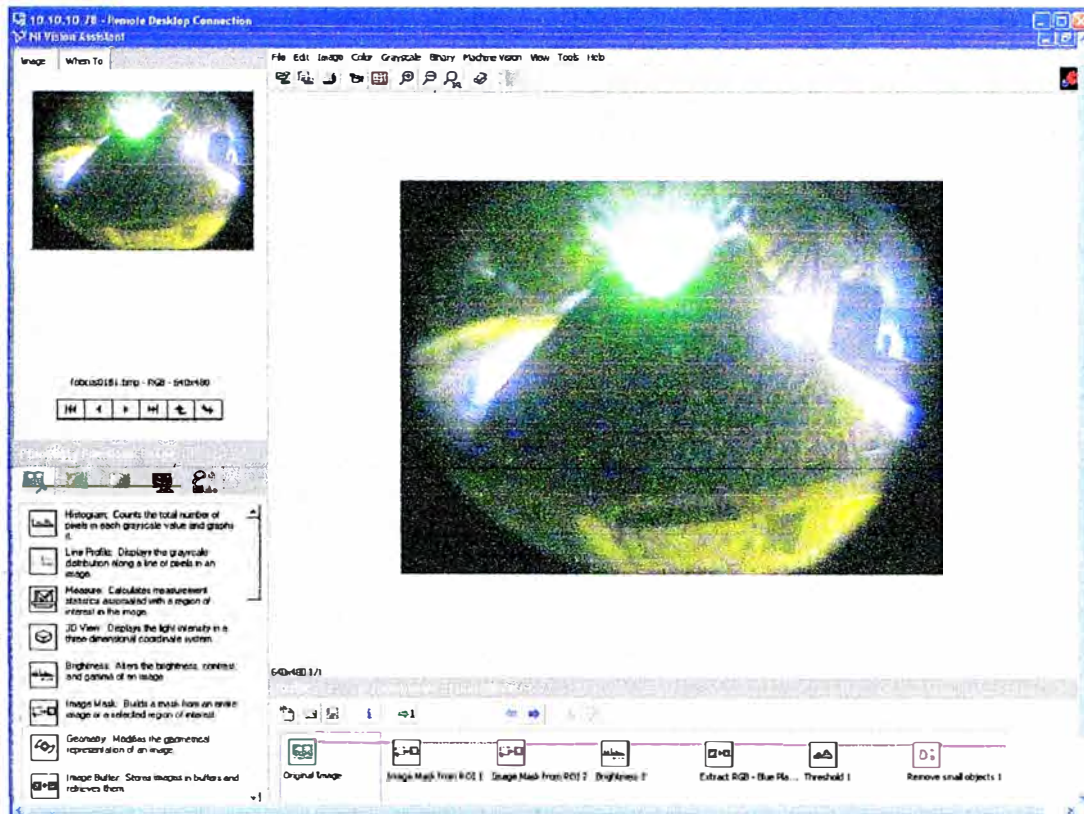 10.10.10.78 - Remote Desktop Connection
NI Vision Assistant
Image When To
File Edit Image Color Grayscale Binary Machine Vision View Tools Help
.bmp - RGB - 640x480
Histogram: Counts the total number of
pixels in each grayscale value and graphs
it.
Line Profile: Displays the grayscale
distribution along a line of pixels in an
image.
Measure: Calculates measurement
statistics associated with a region of
interest in the image.
3D View: Displays the light intensity in a
three-dimensional coordinate system.
Brightness: Alters the brightness, contrast,
and gamma of an image.
Image Mask: Builds a mask from an entire
image or a selected region of interest.
Geometry: Modifies the geometrical
representation of an image.
Image Buffer: Stores images in buffers and
retrieves them.
640x480 1/1
Original Image
Image Mask from ROI 1
Image Mask from ROI 2
Brightness
Extract RGB - Blue Pla...
Threshold 1
Remove small objects 1